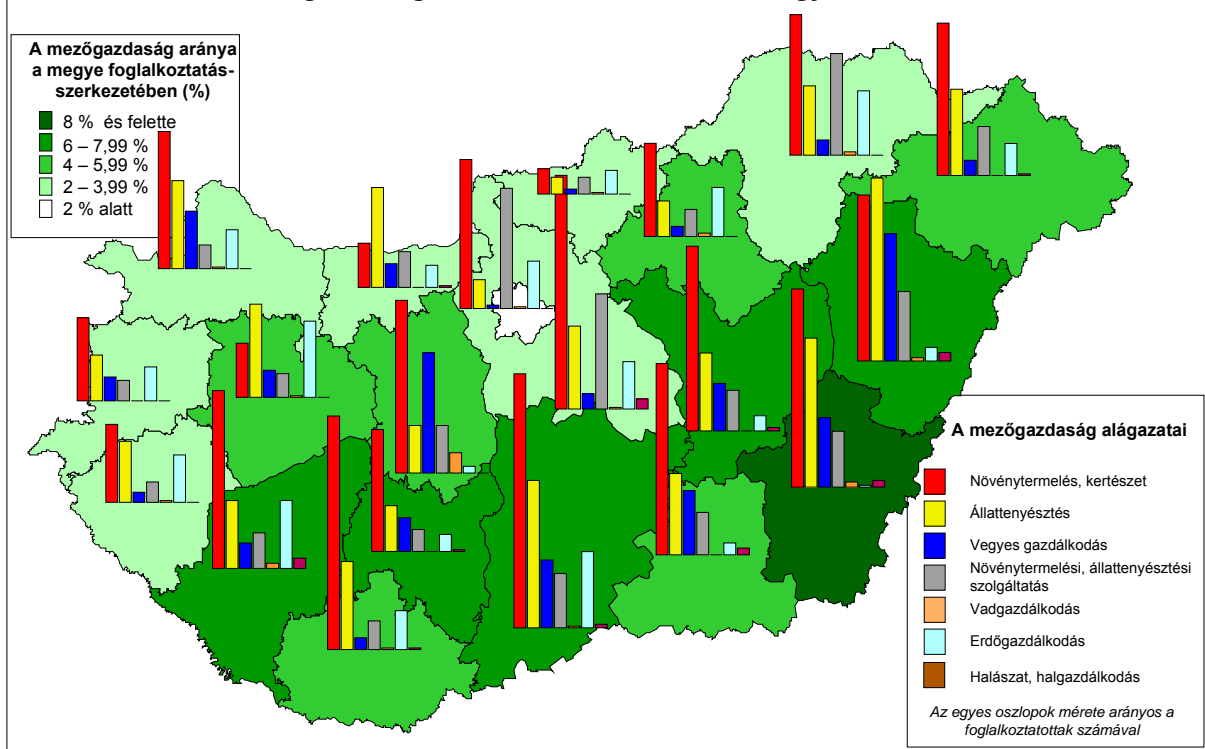 A mezőgazdaság aránya
a megye foglalkoztatás-
szerkezetében (%)
8 % és felette
6 – 7,99 %
4 – 5,99 %
2 – 3,99 %
2 % alatt
A mezőgazdaság alágazatai
Növénytermelés, kertészet
Állattenyésztés
Vegyes gazdálkodás
Növénytermelési, állattenyésztési
szolgáltatás
Vadgazdálkodás
Erdőgazdálkodás
Halászat, halgazdálkodás
Az egyes oszlopok mérete arányos a
foglalkoztatottak számával